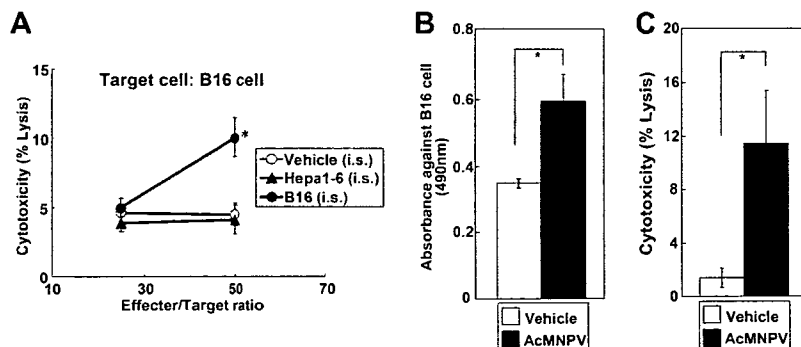 A
Target cell: B16 cell
Cytotoxicity (% Lysis)
15
10
5
0
10
30
50
70
Effecter/Target ratio
*
Vehicle (i.s.)
Hepa1-6 (i.s.)
B16 (i.s.)
B
Absorbance against B16 cell
(490nm)
0.8
0.6
0.4
0.2
0
*
Vehicle
AcMNPV
C
Cytotoxicity (% Lysis)
20
16
12
8
4
0
*
Vehicle
AcMNPV